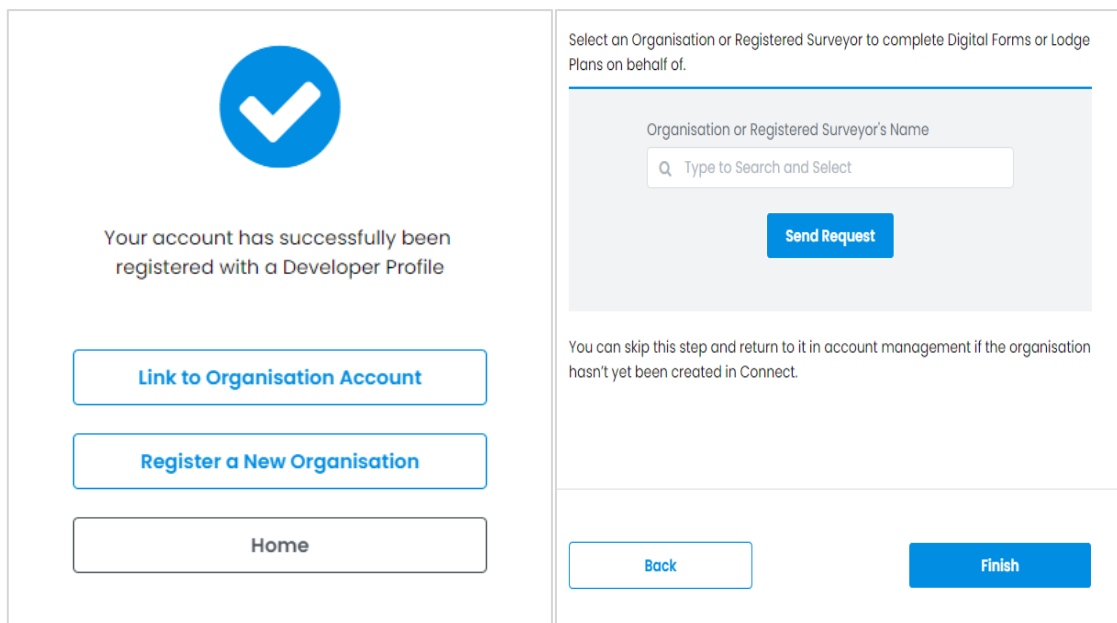 Your account has successfully been
registered with a Developer Profile
Link to Organisation Account
Register a New Organisation
Home
Select an Organisation or Registered Surveyor to complete Digital Forms or Lodge
Plans on behalf of.
Organisation or Registered Surveyor's Name
Type to Search and Select
Send Request
You can skip this step and return to it in account management if the organisation
hasn't yet been created in Connect.
Back
Finish